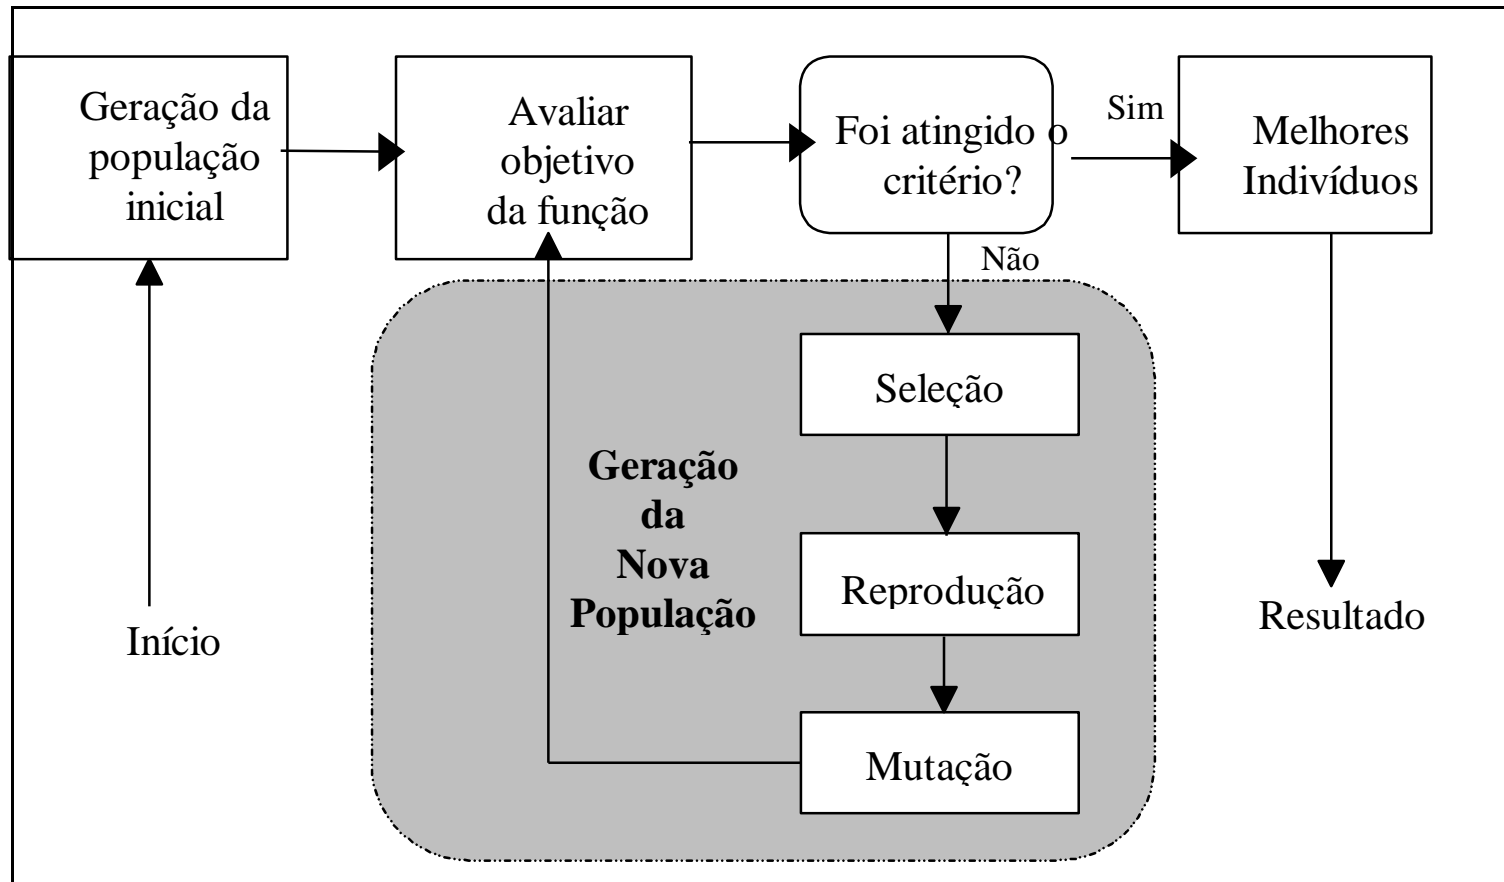 Geração da
população
inicial
Avaliar
objetivo
da função
Foi atingido o
critério?
Sim
Melhores
Indivíduos
Não
Seleção
Geração
da
Nova
População
Reprodução
Mutação
Início
Resultado